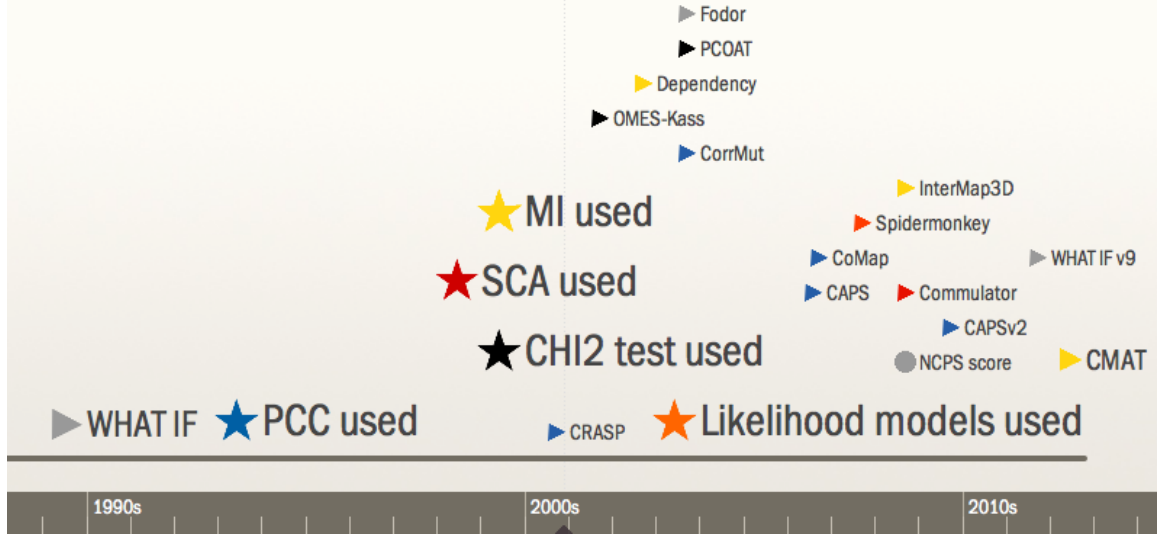 Fodor
PCOAT
Dependency
OMES-Kass
CorrMut
InterMap3D
MI used
Spidermonkey
CoMap
WHAT IF v9
SCA used
CAPS
Commulator
CAPSv2
CHI2 test used
NCPS score
CMAT
WHAT IF
PCC used
CRASP
Likelihood models used
1990s
2000s
2010s